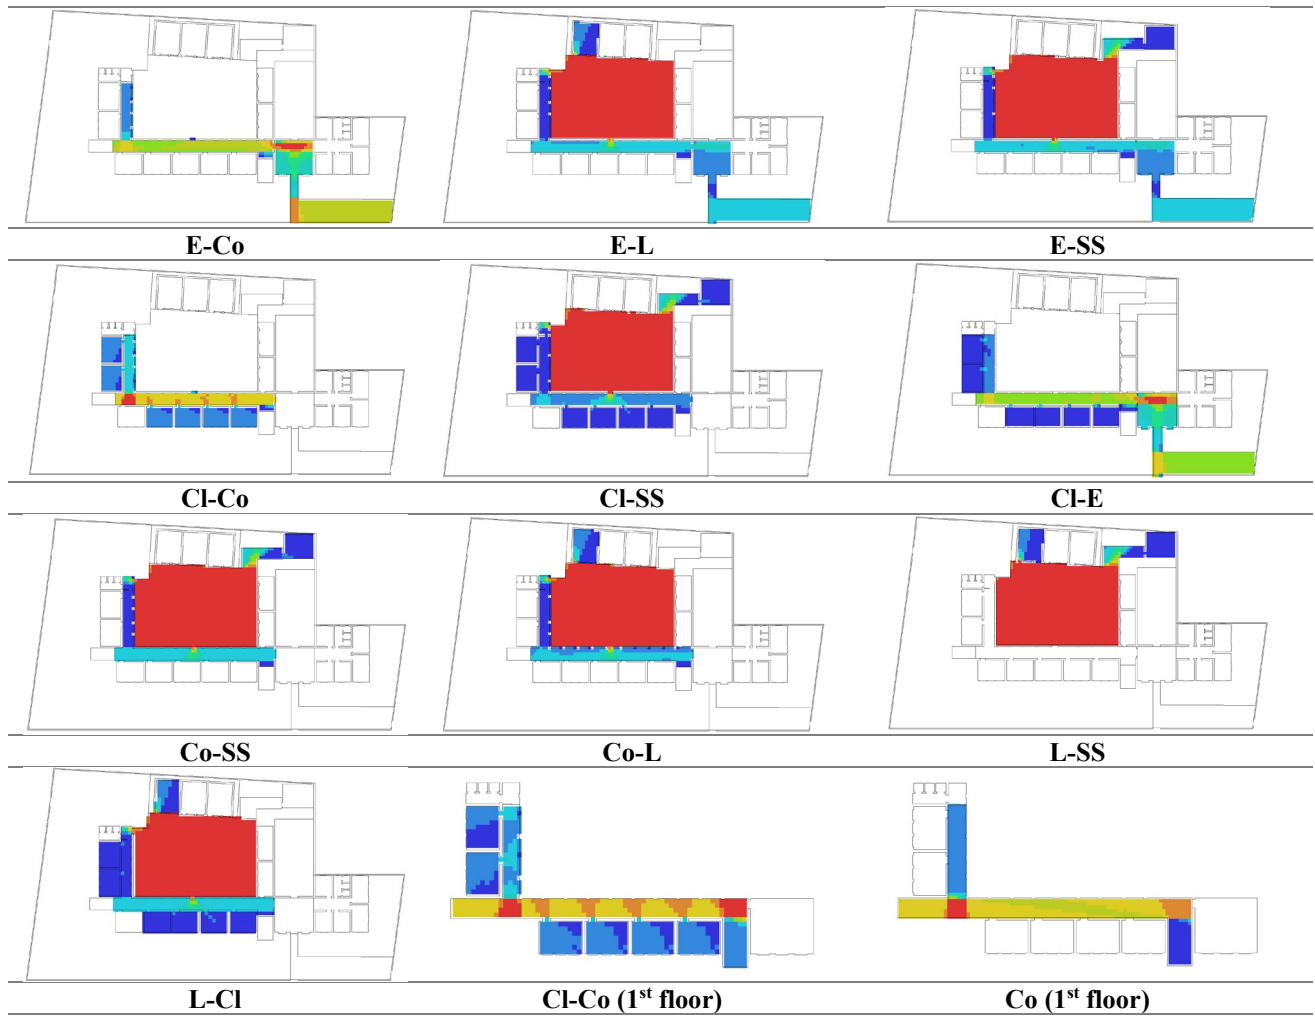 E-Co E-L E-SS
Cl-Co Cl-SS Cl-E
Co-SS Co-L L-SS
L-Cl Cl-Co (1st floor) Co (1st floor)